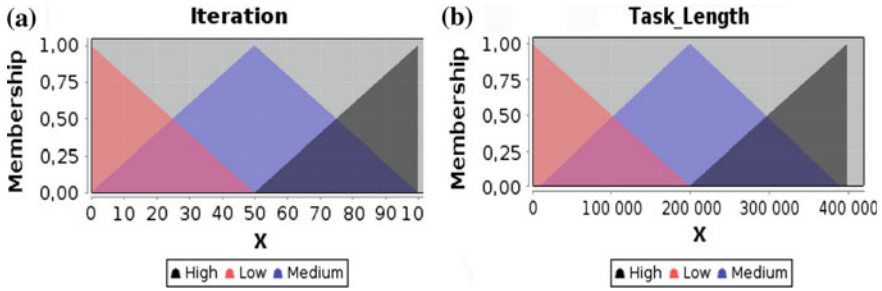 (a)
Iteration
Membership
1,00
0,75
0,50
0,25
0,00
0 10 20 30 40 50 60 70 80 90 10
X
High Low Medium
(b)
Task_Length
Membership
1,00
0,75
0,50
0,25
0,00
0 100 000 200 000 300 000 400 000
X
High Low Medium